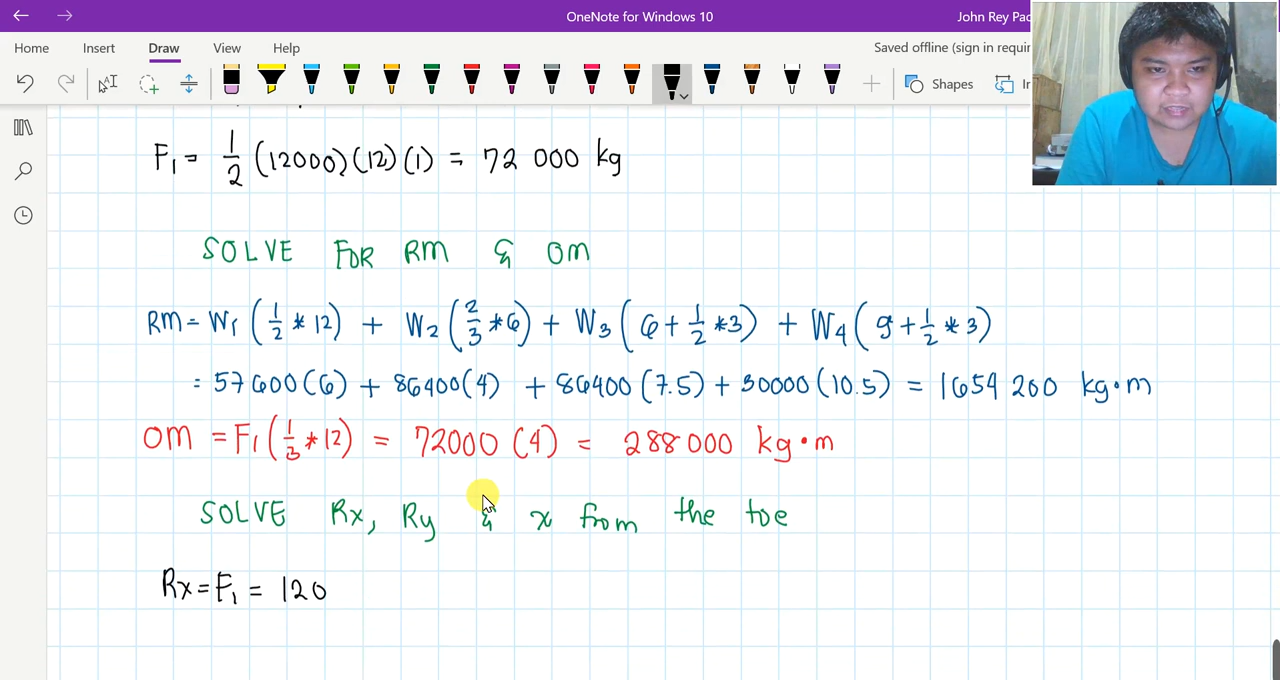 OneNote for Windows 10
John Rey Pad
Home Insert Draw View Help
Saved offline (sign in requir
Shapes
F1 = 1/2 (12000)(12)(1) = 72 000 kg
SOLVE FOR RM & OM
RM = W1 (1/2 * 12) + W2 (2/3 * 6) + W3 (6 + 1/2 * 3) + W4 (9 + 1/2 * 3)
= 57600(6) + 86400(4) + 86400(7.5) + 30000(10.5) = 1654 200 kg•m
OM = F1 (1/3 * 12) = 72000 (4) = 288 000 kg•m
SOLVE Rx, Ry & x from the toe
Rx = F1 = 120